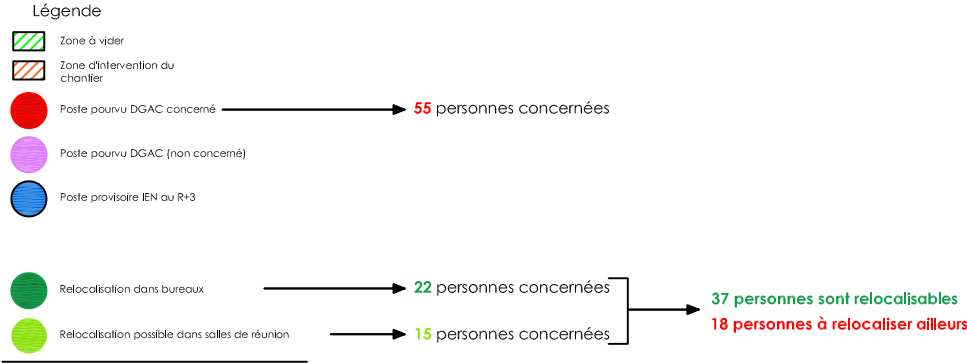 Légende
Zone à vider
Zone d'intervention du
chantier
Poste pourvu DGAC concerné
55 personnes concernées
Poste pourvu DGAC (non concerné)
Poste provisoire IEN au R+3
Relocalisation dans bureaux
22 personnes concernées
37 personnes sont relocalisables
18 personnes à relocaliser ailleurs
Relocalisation possible dans salles de réunion
15 personnes concernées